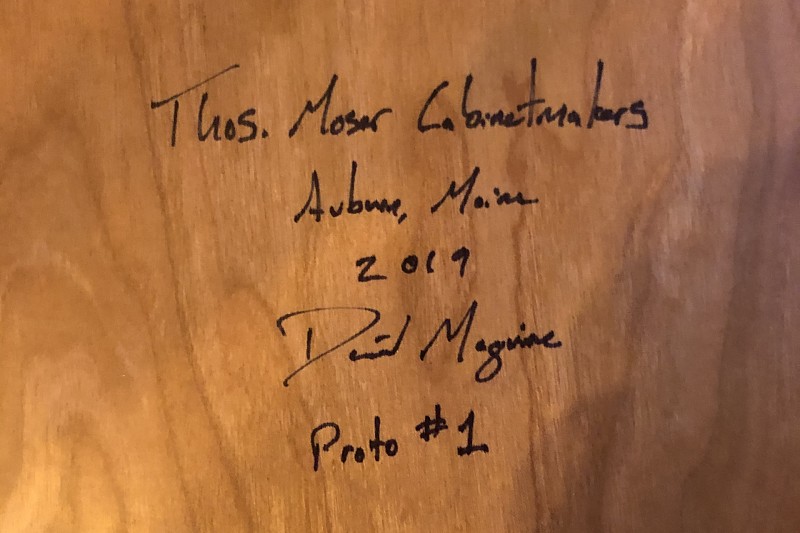 Thos. Moser Cabinetmakers
Auburn, Maine
2019
David Maguire
Proto #1